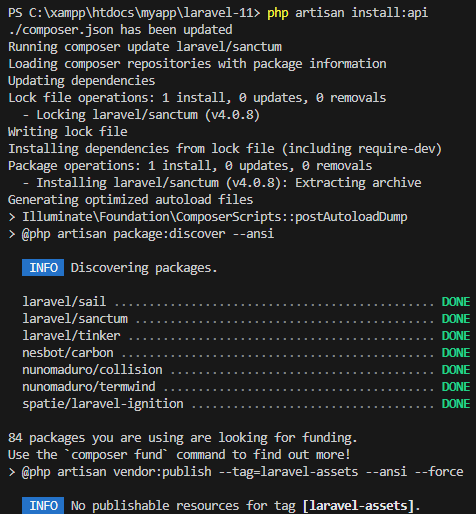 PS C:\xampp\htdocs\myapp\laravel-11> php artisan install:api
./composer.json has been updated
Running composer update laravel/sanctum
Loading composer repositories with package information
Updating dependencies
Lock file operations: 1 install, 0 updates, 0 removals
  - Locking laravel/sanctum (v4.0.8)
Writing lock file
Installing dependencies from lock file (including require-dev)
Package operations: 1 install, 0 updates, 0 removals
  - Installing laravel/sanctum (v4.0.8): Extracting archive
Generating optimized autoload files
> Illuminate\Foundation\ComposerScripts::postAutoloadDump
> @php artisan package:discover --ansi
INFO Discovering packages.
laravel/sail ........................................... DONE
laravel/sanctum ........................................ DONE
laravel/tinker ......................................... DONE
nesbot/carbon .......................................... DONE
nunomaduro/collision ................................... DONE
nunomaduro/termwind .................................... DONE
spatie/laravel-ignition ................................ DONE
84 packages you are using are looking for funding.
Use the `composer fund` command to find out more!
> @php artisan vendor:publish --tag=laravel-assets --ansi --force
INFO No publishable resources for tag [laravel-assets].